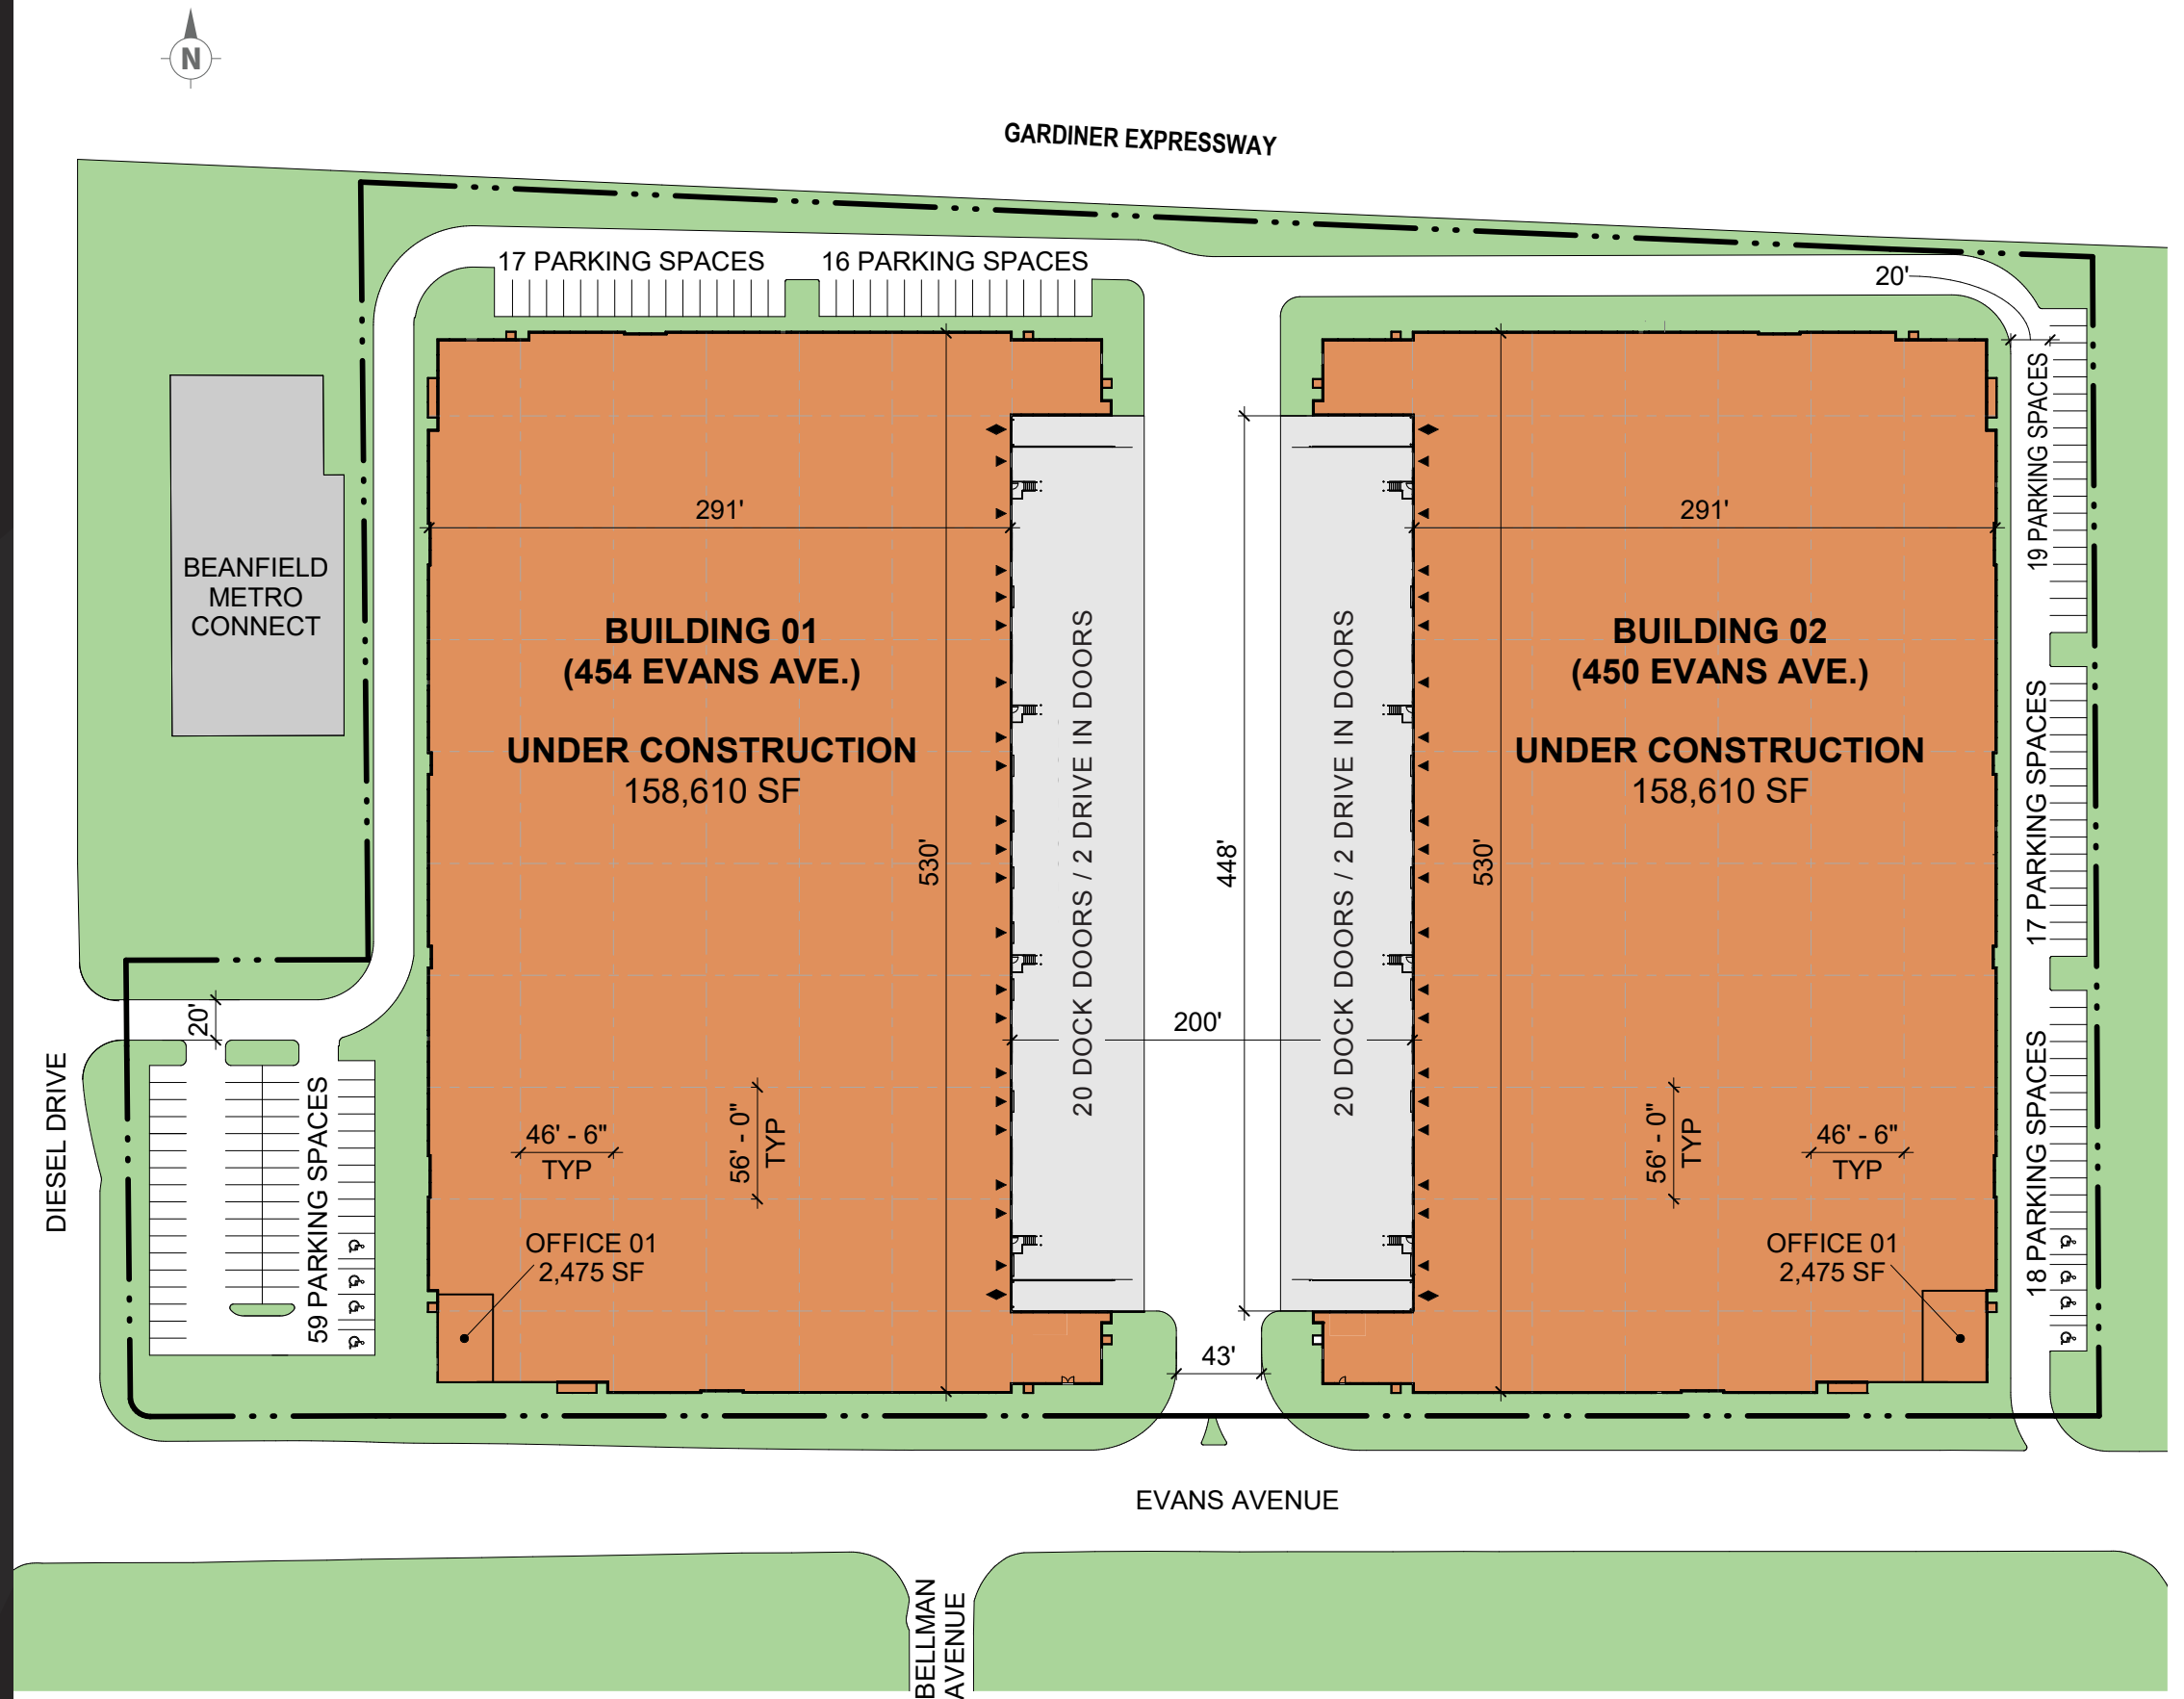 N
GARDINER EXPRESSWAY
17 PARKING SPACES
16 PARKING SPACES
20'
19 PARKING SPACES
291'
291'
BEANFIELD
METRO
CONNECT
BUILDING 01
(454 EVANS AVE.)
UNDER CONSTRUCTION
158,610 SF
530'
20 DOCK DOORS / 2 DRIVE IN DOORS
448'
200'
20 DOCK DOORS / 2 DRIVE IN DOORS
BUILDING 02
(450 EVANS AVE.)
UNDER CONSTRUCTION
158,610 SF
530'
17 PARKING SPACES
20'
DIESEL DRIVE
59 PARKING SPACES
46' - 6"
TYP
56' - 0"
TYP
56' - 0"
TYP
46' - 6"
TYP
18 PARKING SPACES
OFFICE 01
2,475 SF
OFFICE 01
2,475 SF
43'
EVANS AVENUE
BELLMAN
AVENUE